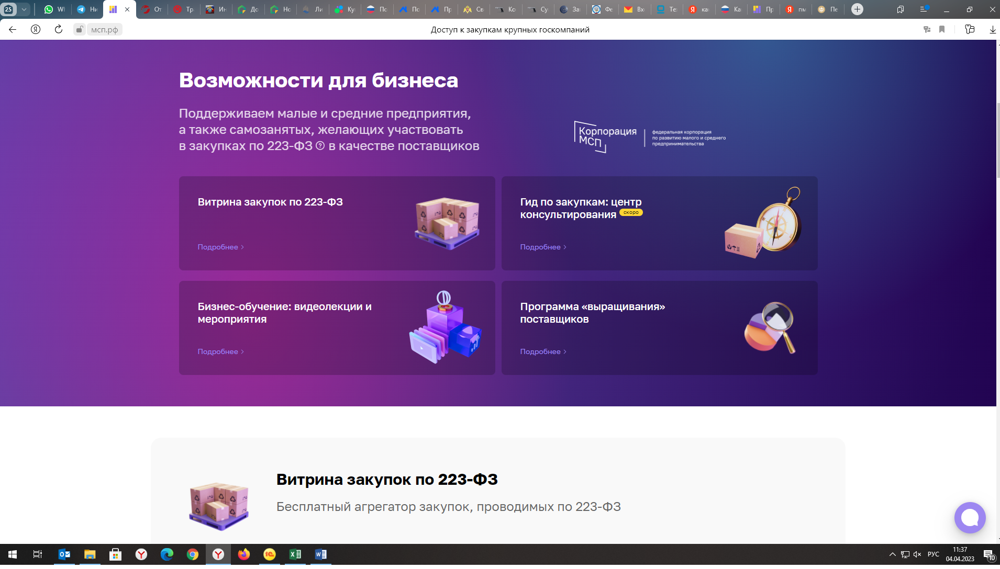 25
WI
Ни
От
Тр
Ин
До
Но
Ли
Ку
По
По
Пр
Св
Ко
Су
За
Фе
Вх
Те
ка
Ка
Пр
пм
Пе
мсп.рф
Доступ к закупкам крупных госкомпаний
Возможности для бизнеса
Поддерживаем малые и средние предприятия,
а также самозанятых, желающих участвовать
в закупках по 223-ФЗ ? в качестве поставщиков
Корпорация
МСП
федеральная корпорация
по развитию малого и среднего
предпринимательства
Витрина закупок по 223-ФЗ
Подробнее >
Гид по закупкам: центр
консультирования скоро
Подробнее >
Бизнес-обучение: видеолекции и
мероприятия
Подробнее >
Программа «выращивания»
поставщиков
Подробнее >
Витрина закупок по 223-ФЗ
Бесплатный агрегатор закупок, проводимых по 223-ФЗ
РУС
11:37
04.04.2023
10